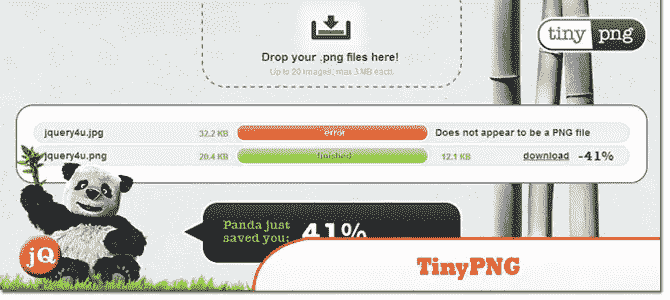 tiny png
Drop your .png files here!
Up to 20 images, max 3 MB each.
jquery4u.jpg 32.2 KB error Does not appear to be a PNG file
jquery4u.png 20.4 KB finished 12.1 KB download -41%
Panda just
saved you: 41%
jQ
TinyPNG